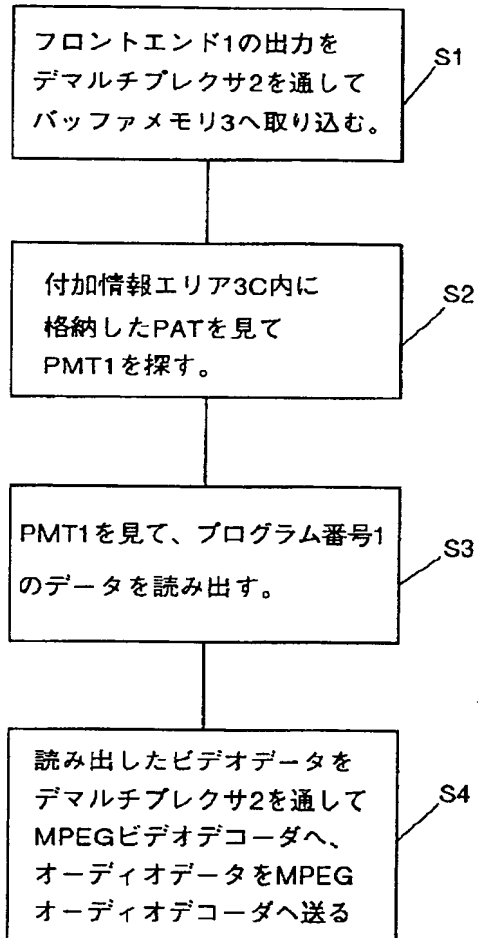 フロントエンド1の出力を
デマルチプレクサ2を通して
バッファメモリ3へ取り込む。
S1
付加情報エリア3C内に
格納したPATを見て
PMT1を探す。
S2
PMT1を見て、プログラム番号1
のデータを読み出す。
S3
読み出したビデオデータを
デマルチプレクサ2を通して
MPEGビデオデコーダへ、
オーディオデータをMPEG
オーディオデコーダへ送る
S4